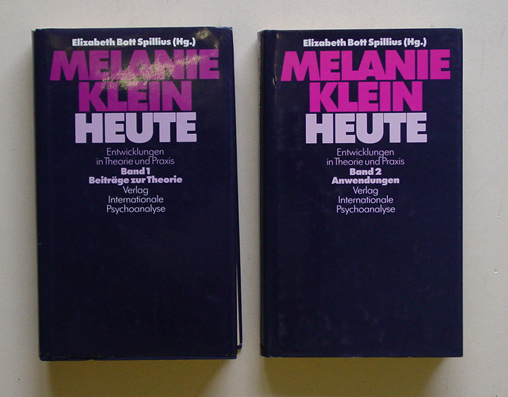 Elizabeth Bott Spillius (Hg.)
MELANIE
KLEIN
HEUTE
Entwicklungen
in Theorie und Praxis
Band 1
Beiträge zur Theorie
Verlag
Internationale
Psychoanalyse
Elizabeth Bott Spillius (Hg.)
MELANIE
KLEIN
HEUTE
Entwicklungen
in Theorie und Praxis
Band 2
Anwendungen
Verlag
Internationale
Psychoanalyse